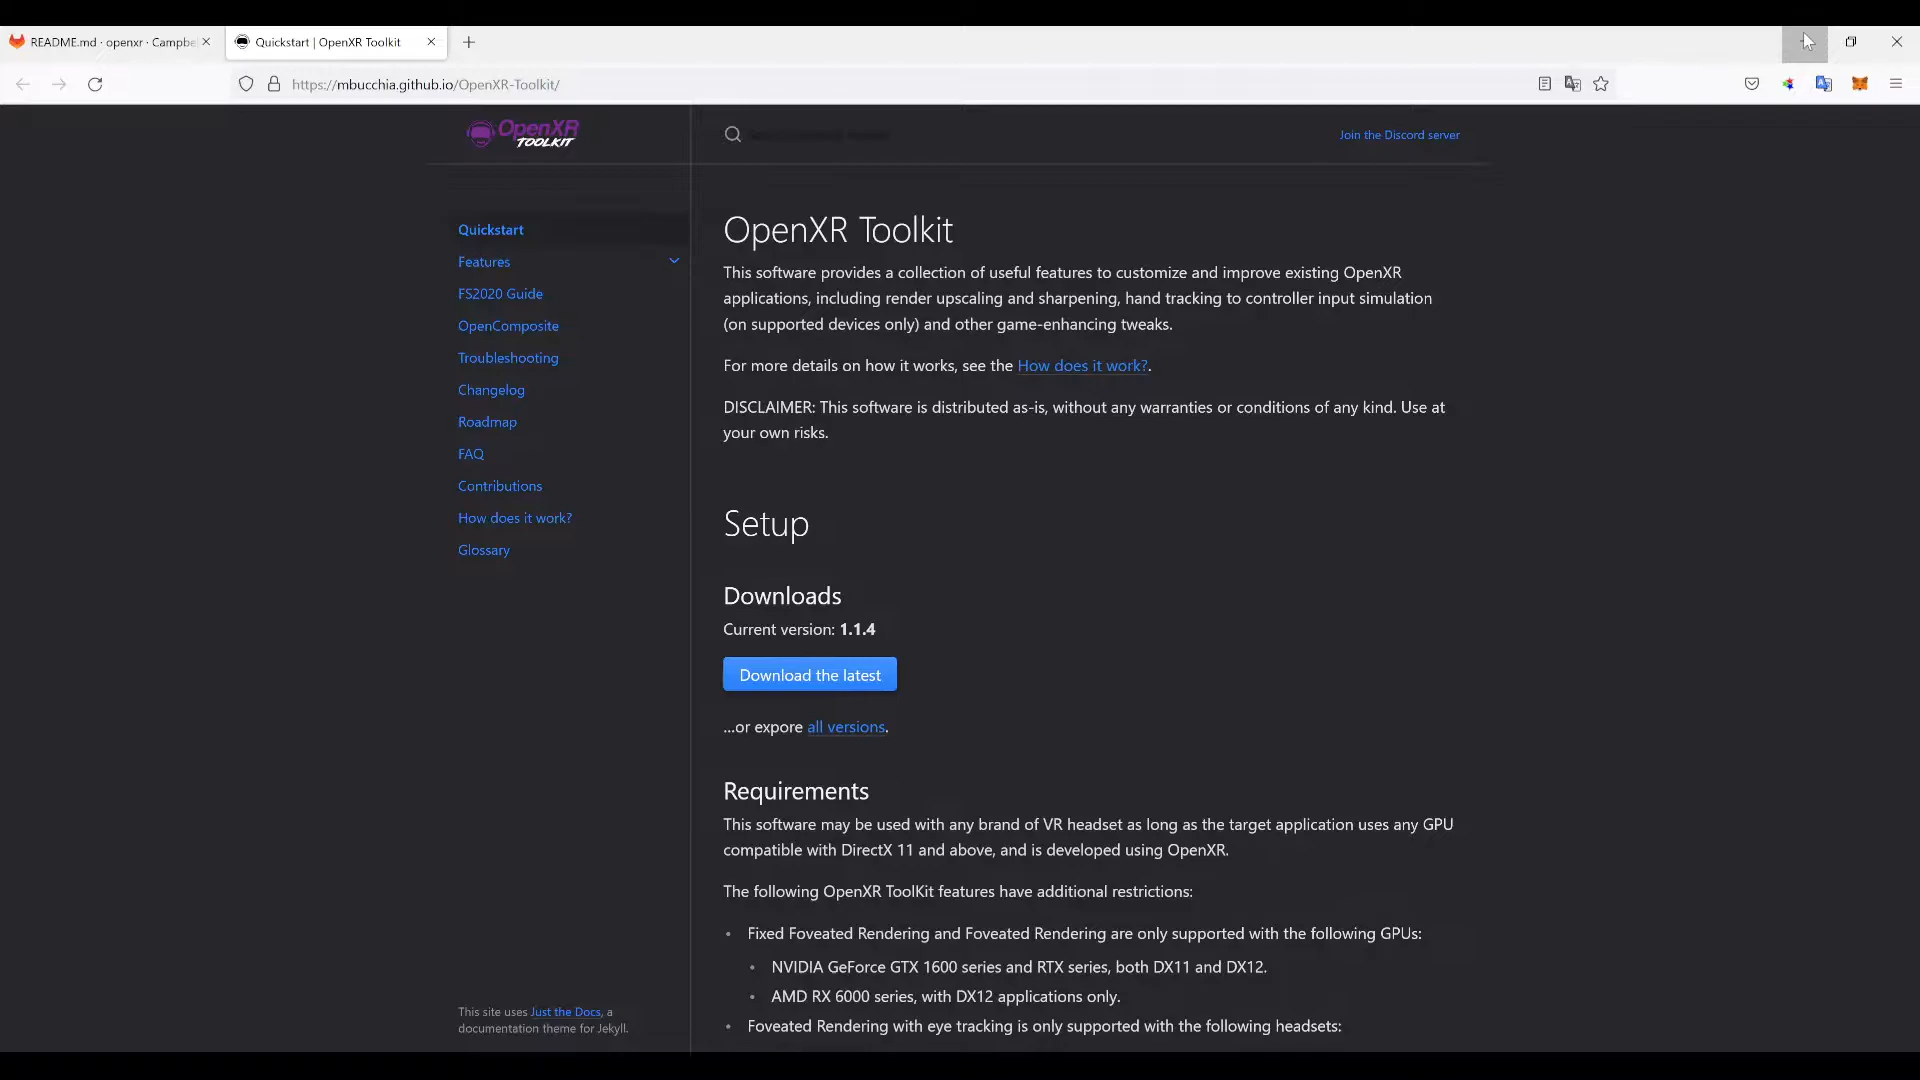 README.md · openxr · Campbe
Quickstart | OpenXR Toolkit
https://mbucchia.github.io/OpenXR-Toolkit/
OpenXR
TOOLKIT
Join the Discord server
Quickstart
Features
FS2020 Guide
OpenComposite
Troubleshooting
Changelog
Roadmap
FAQ
Contributions
How does it work?
Glossary
This site uses Just the Docs, a
documentation theme for Jekyll.
OpenXR Toolkit
This software provides a collection of useful features to customize and improve existing OpenXR
applications, including render upscaling and sharpening, hand tracking to controller input simulation
(on supported devices only) and other game-enhancing tweaks.
For more details on how it works, see the How does it work?.
DISCLAIMER: This software is distributed as-is, without any warranties or conditions of any kind. Use at
your own risks.
Setup
Downloads
Current version: 1.1.4
Download the latest
...or expore all versions.
Requirements
This software may be used with any brand of VR headset as long as the target application uses any GPU
compatible with DirectX 11 and above, and is developed using OpenXR.
The following OpenXR ToolKit features have additional restrictions:
• Fixed Foveated Rendering and Foveated Rendering are only supported with the following GPUs:
• NVIDIA GeForce GTX 1600 series and RTX series, both DX11 and DX12.
• AMD RX 6000 series, with DX12 applications only.
• Foveated Rendering with eye tracking is only supported with the following headsets: